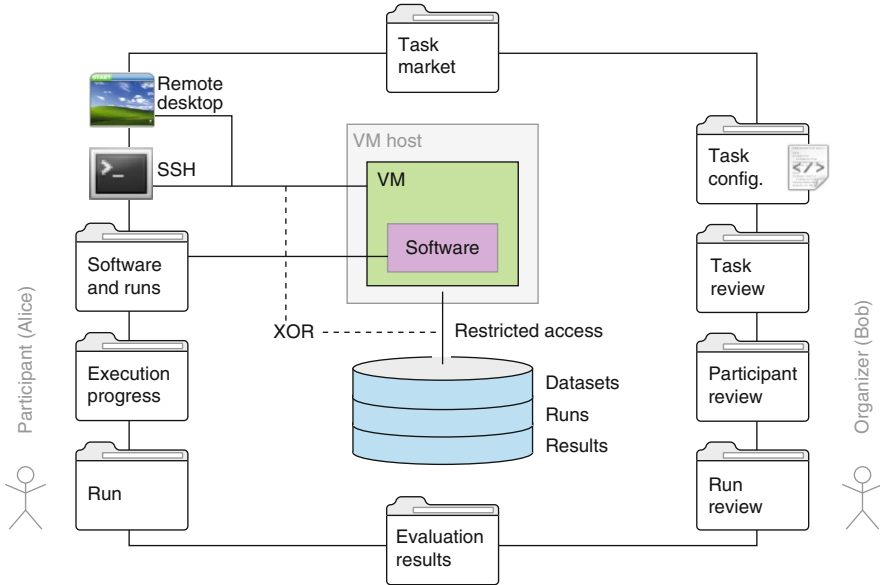 Task
market
START
Remote
desktop
SSH
>_
VM host
VM
Software
Task
config.
</>
Software
and runs
Task
review
XOR
Restricted access
Execution
progress
Datasets
Runs
Results
Participant
review
Participant (Alice)
Organizer (Bob)
Run
Run
review
Evaluation
results